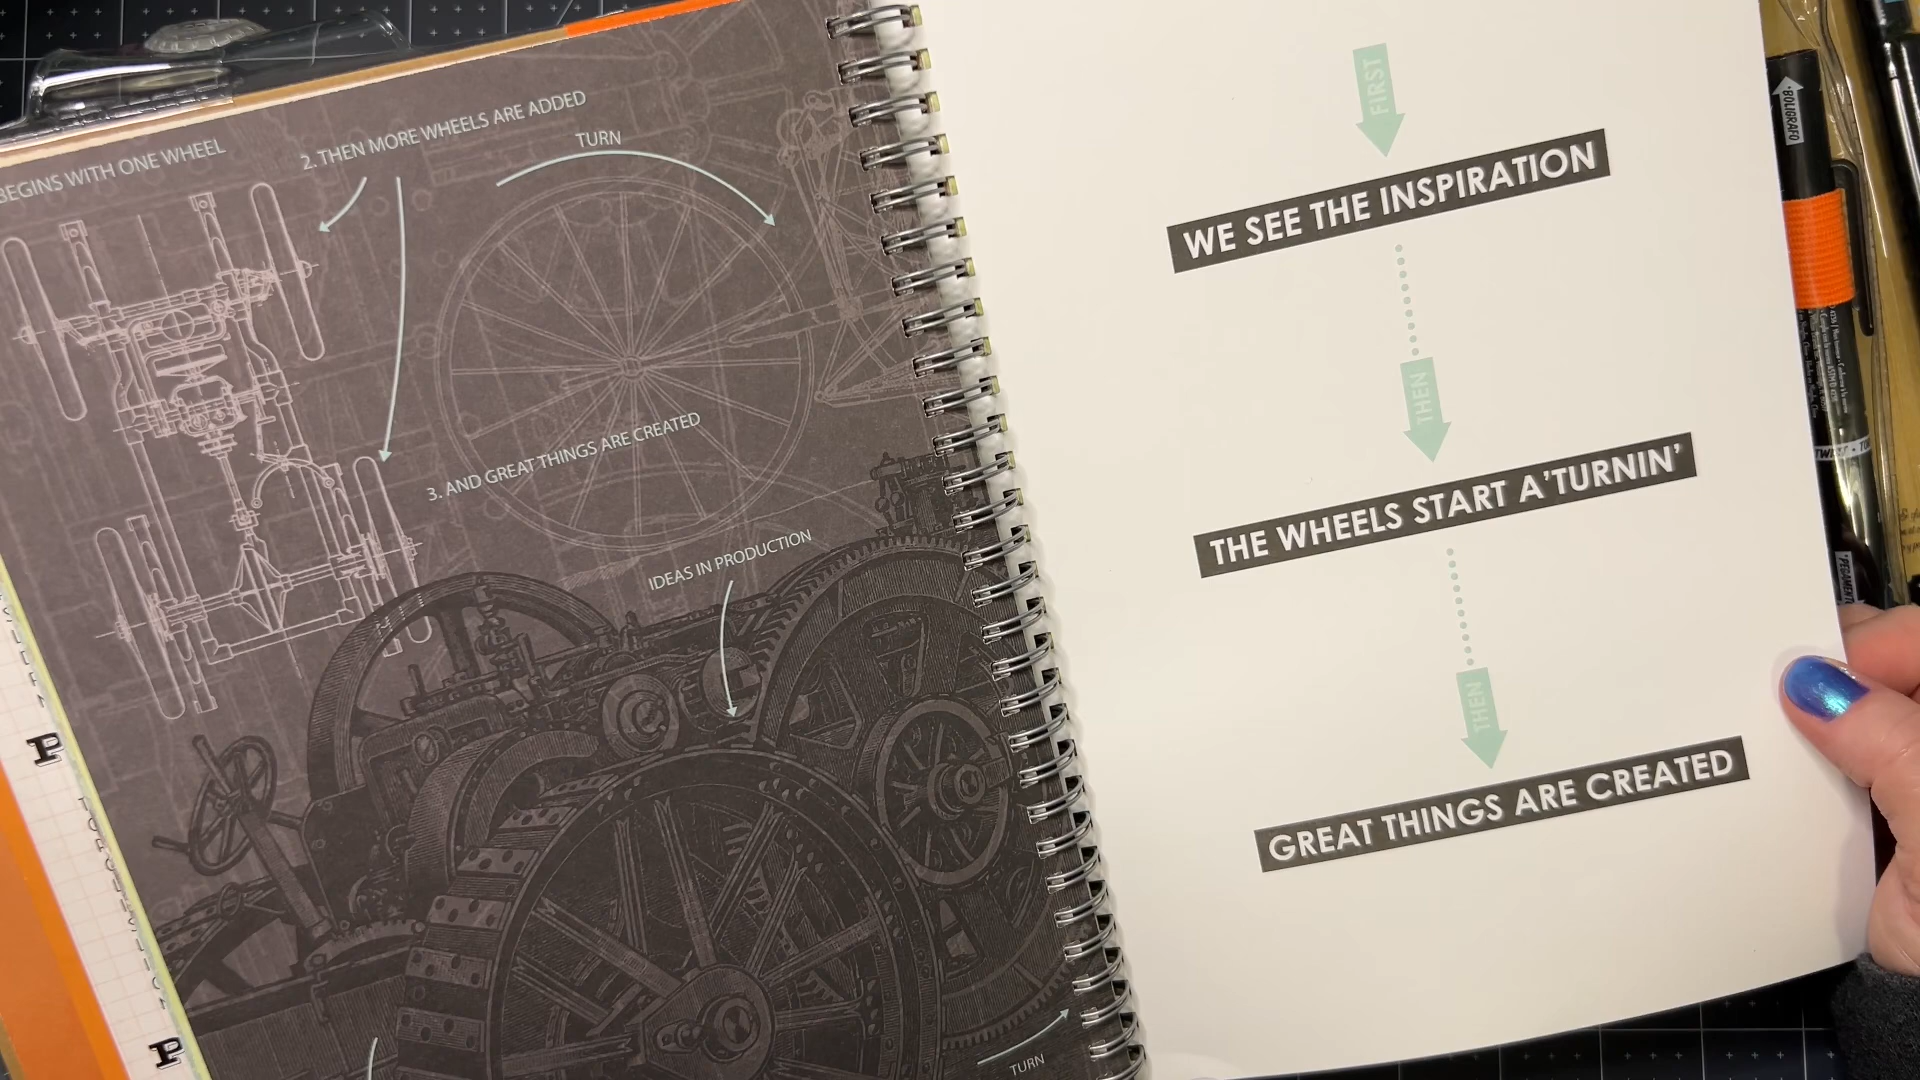 BEGINS WITH ONE WHEEL
2. THEN MORE WHEELS ARE ADDED
TURN
3. AND GREAT THINGS ARE CREATED
IDEAS IN PRODUCTION
TURN
P
P
FIRST
WE SEE THE INSPIRATION
THEN
THE WHEELS START A'TURNIN'
THEN
GREAT THINGS ARE CREATED
•BOLIGRAFO